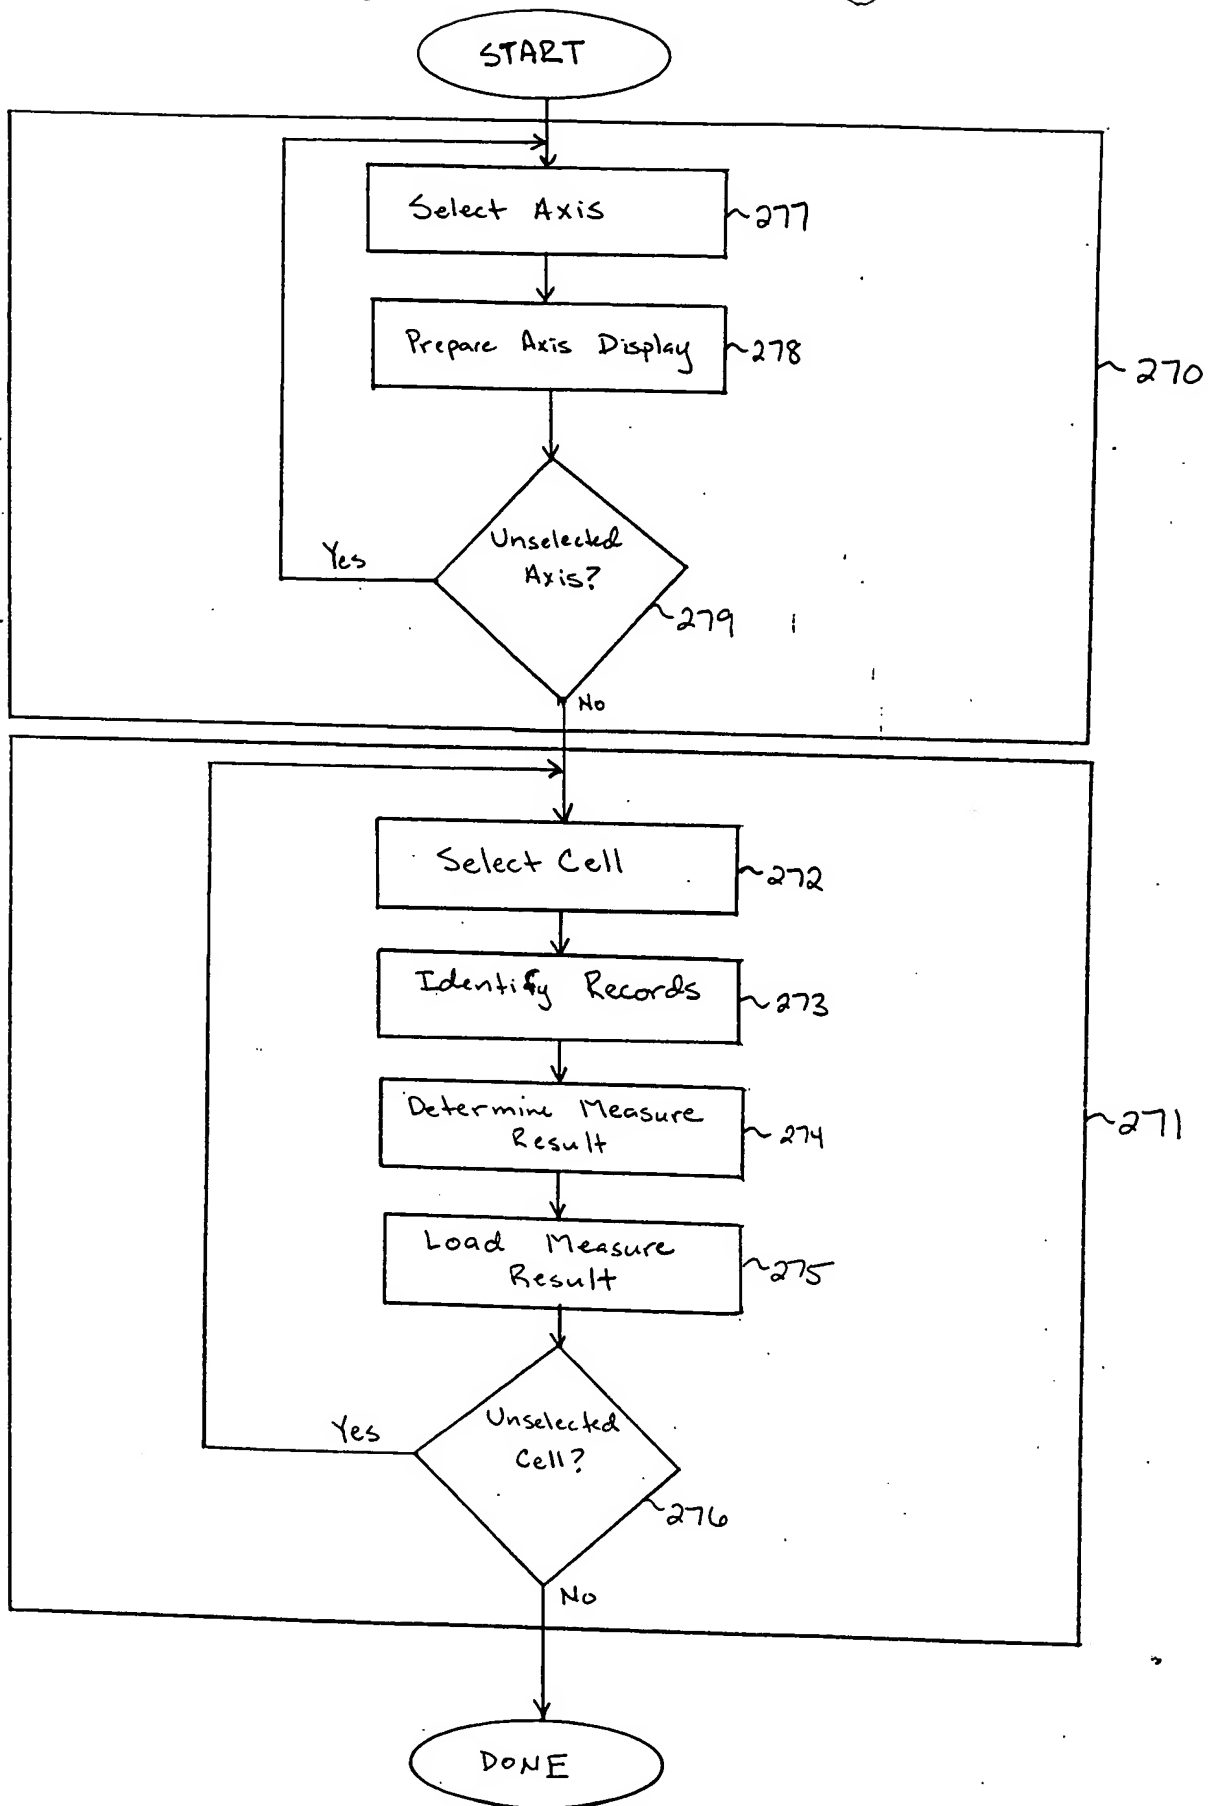 START
Select Axis
277
Prepare Axis Display
278
270
Unselected
Axis?
Yes
279
No
Select Cell
272
Identify Records
273
Determine Measure
Result
274
271
Load Measure
Result
275
Unselected
Cell?
Yes
276
No
DONE